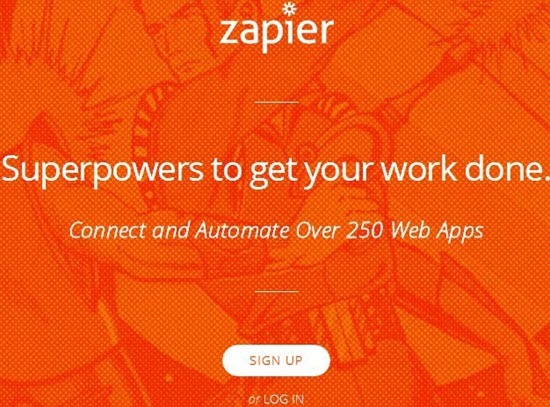 zapier
Superpowers to get your work done.
Connect and Automate Over 250 Web Apps
SIGN UP
or LOG IN